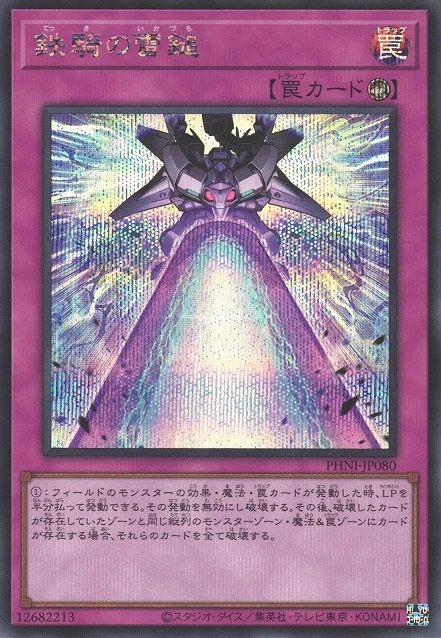 鉄騎の雷鎚
罠
【罠カード】
PHNI-JP080
①：フィールドのモンスターの効果・魔法・罠カードが発動した時、LPを
半分払って発動できる。その発動を無効にし破壊する。その後、破壊したカード
が存在していたゾーンと同じ縦列のモンスターゾーン・魔法&罠ゾーンにカード
が存在する場合、それらのカードを全て破壊する。
12682213
©スタジオ・ダイス/集英社・テレビ東京・KONAMI